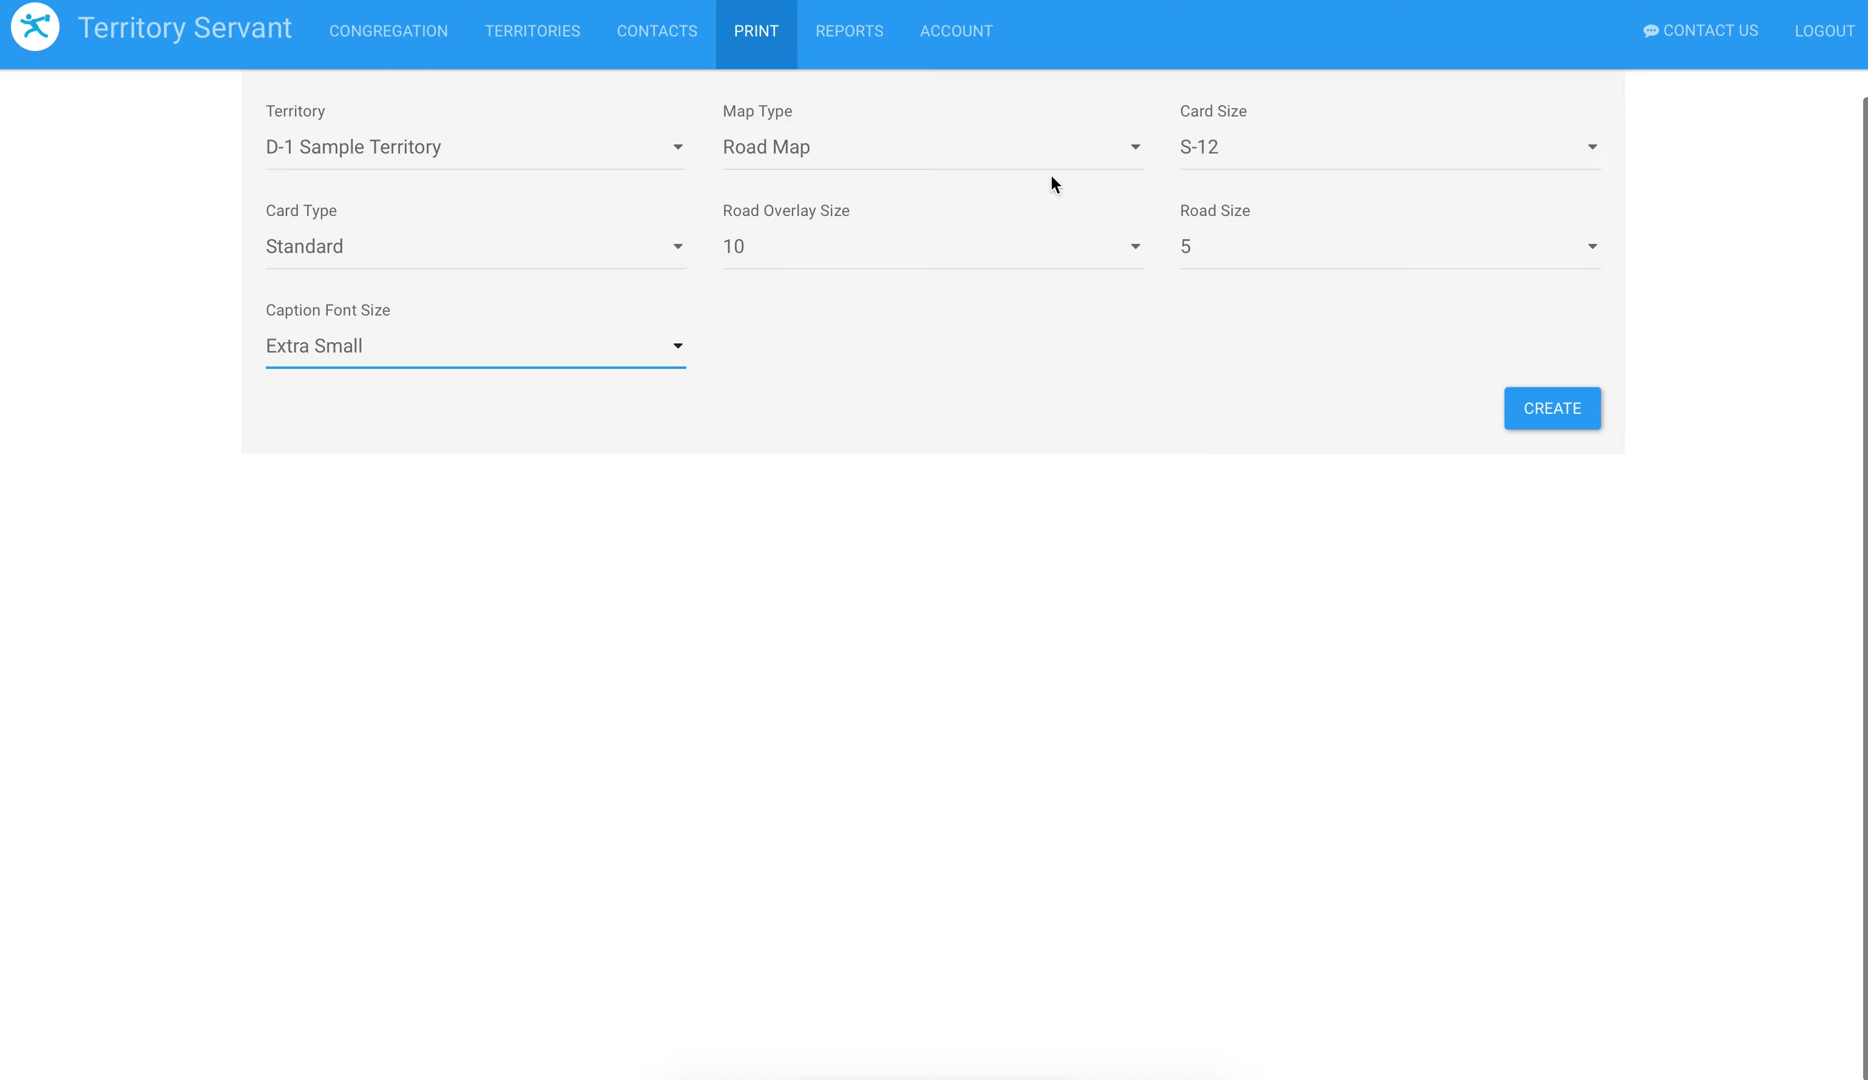 Territory Servant CONGREGATION TERRITORIES CONTACTS PRINT REPORTS ACCOUNT CONTACT US LOGOUT
Territory Map Type Card Size
D-1 Sample Territory Road Map S-12
Card Type Road Overlay Size Road Size
Standard 10 5
Caption Font Size
Extra Small
CREATE